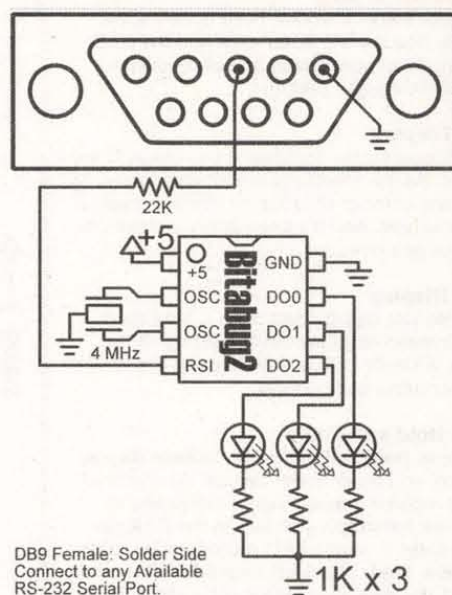 22K
+5
+5
GND
OSC
DO0
OSC
DO1
4 MHz
RSI
DO2
Bitabug2
DB9 Female: Solder Side
Connect to any Available
RS-232 Serial Port.
1K x 3